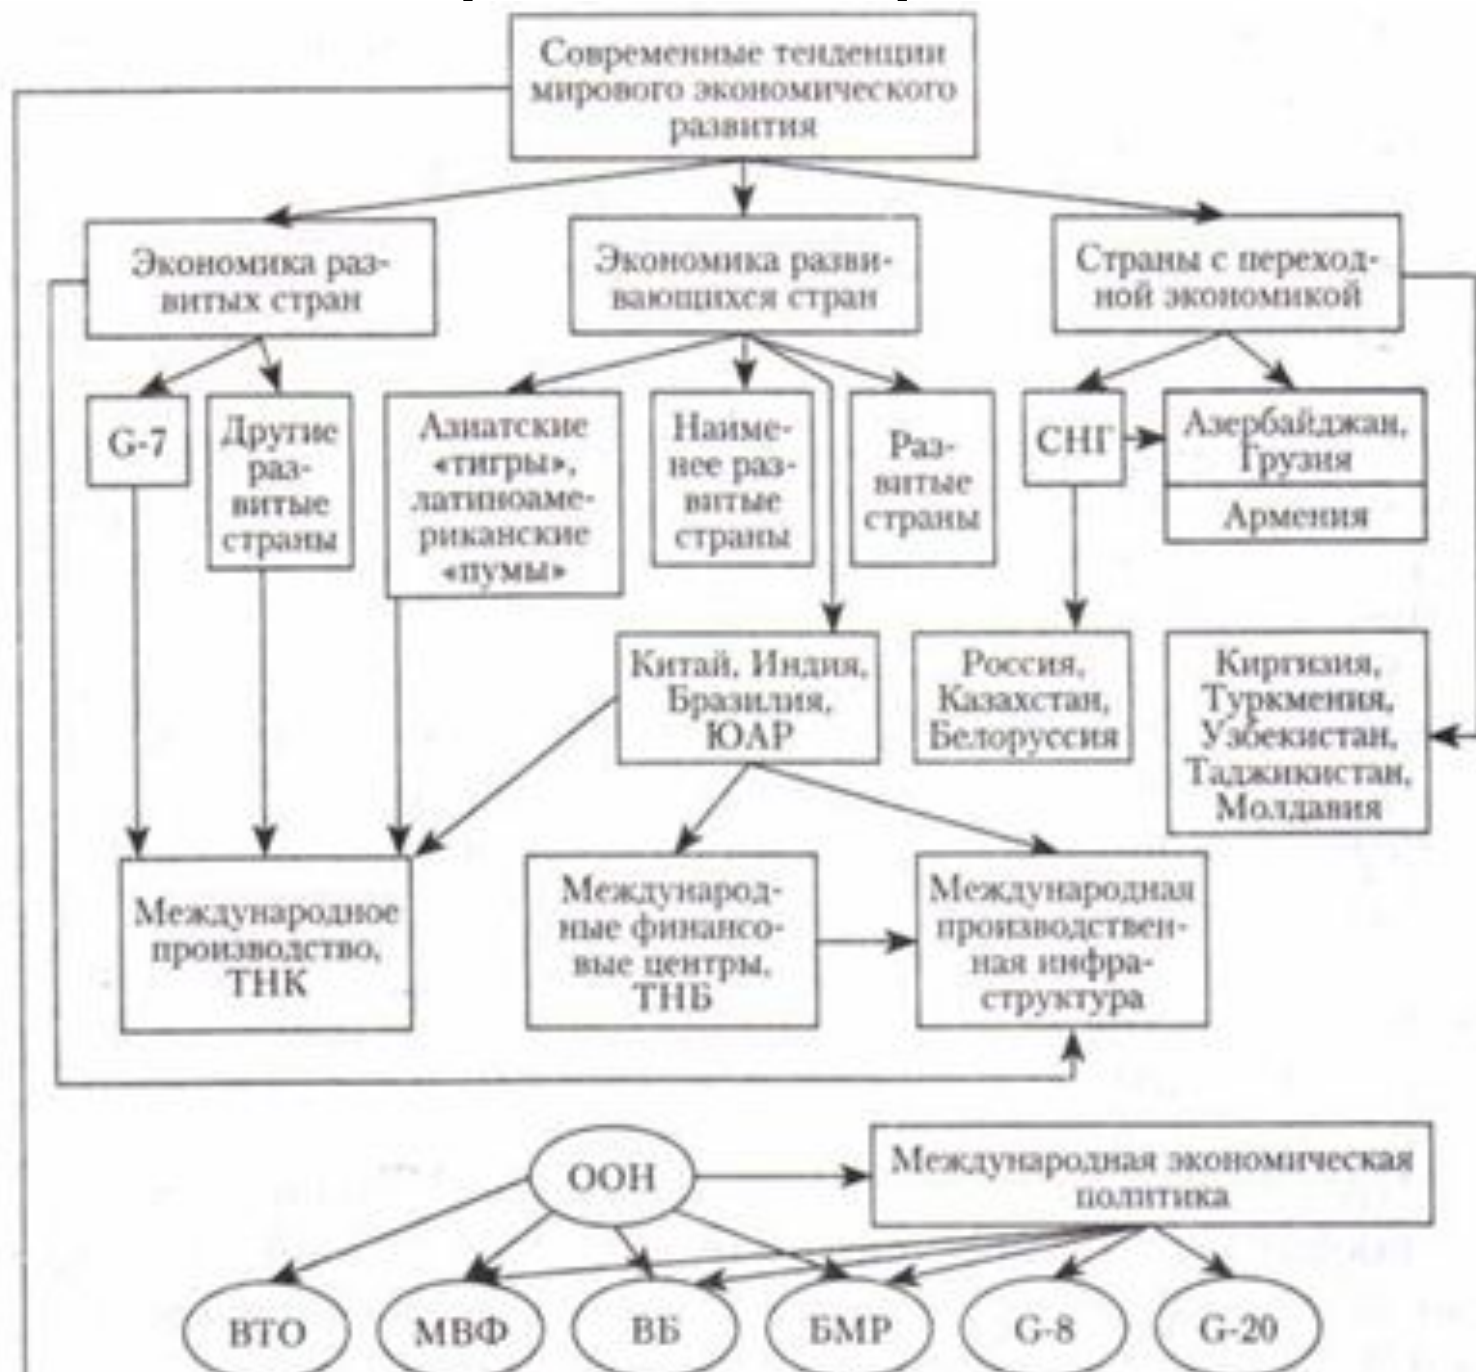 Современные тенденции
мирового экономического
развития
Экономика раз-
витых стран
Экономика разви-
вающихся стран
Страны с переход-
ной экономикой
G-7
Другие
раз-
витые
страны
Азиатские
«тигры»,
латиноаме-
риканские
«пумы»
Наиме-
нее раз-
витые
страны
Раз-
витые
страны
СНГ
Азербайджан,
Грузия
Армения
Китай, Индия,
Бразилия,
ЮАР
Россия,
Казахстан,
Белоруссия
Киргизия,
Туркмения,
Узбекистан,
Таджикистан,
Молдавия
Международное
производство,
ТНК
Международ-
ные финансо-
вые центры,
ТНБ
Международная
производствен-
ная инфра-
структура
ООН
Международная экономическая
политика
ВТО
МВФ
ВБ
БМР
G-8
G-20